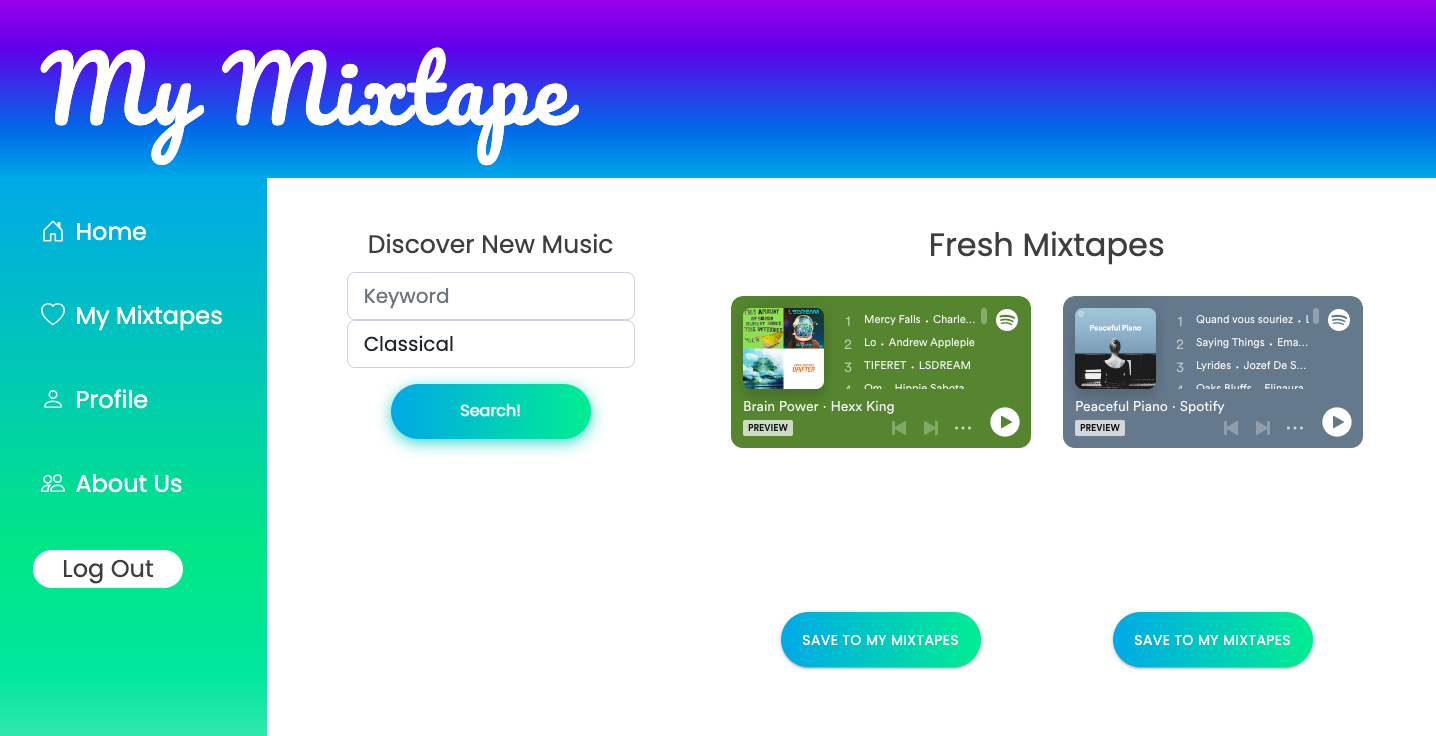 My Mixtape
Home
My Mixtapes
Profile
About Us
Log Out
Discover New Music
Keyword
Classical
Search!
Fresh Mixtapes
LSDREAM
DRIFTER
1 Mercy Falls • Charle...
2 Lo • Andrew Applepie
3 TIFERET • LSDREAM
4 Om • Hippie Sabota
Brain Power · Hexx King
PREVIEW
SAVE TO MY MIXTAPES
Peaceful Piano
1 Quand vous souriez • L
2 Saying Things • Ema...
3 Lyrides • Jozef De S...
4 Oaks Bluffs • Elinaura
Peaceful Piano · Spotify
PREVIEW
SAVE TO MY MIXTAPES